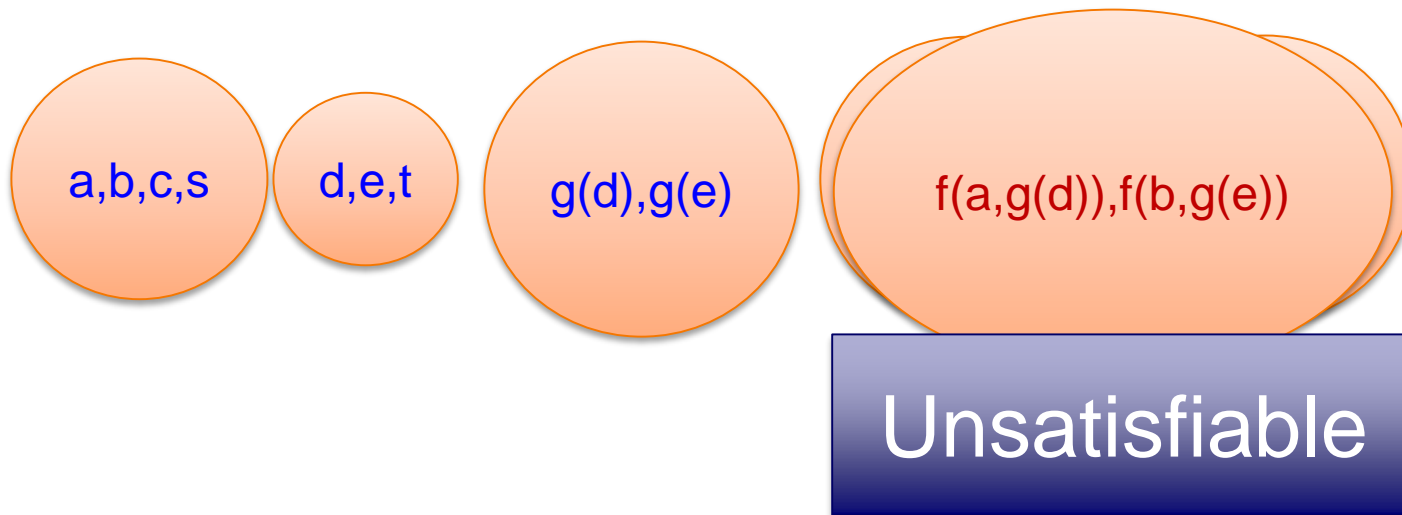 a,b,c,s
d,e,t
g(d),g(e)
f(a,g(d)),f(b,g(e))
Unsatisfiable